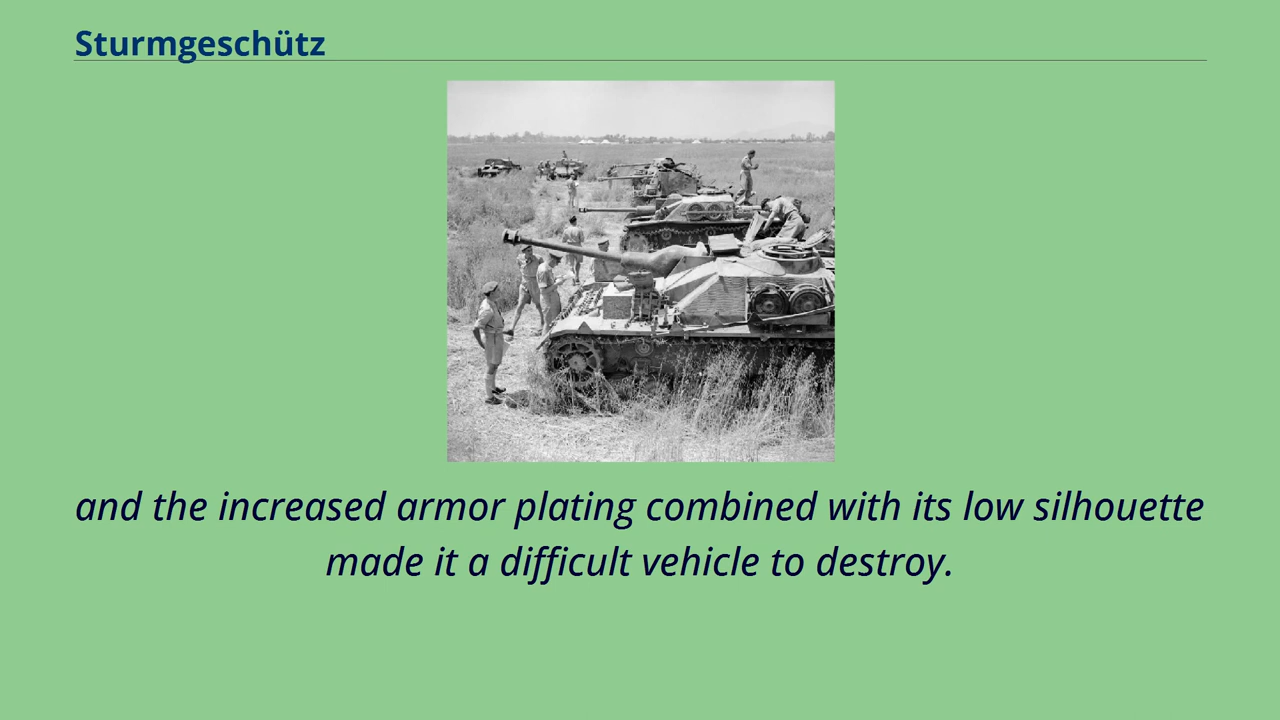 Sturmgeschütz
and the increased armor plating combined with its low silhouette
made it a difficult vehicle to destroy.